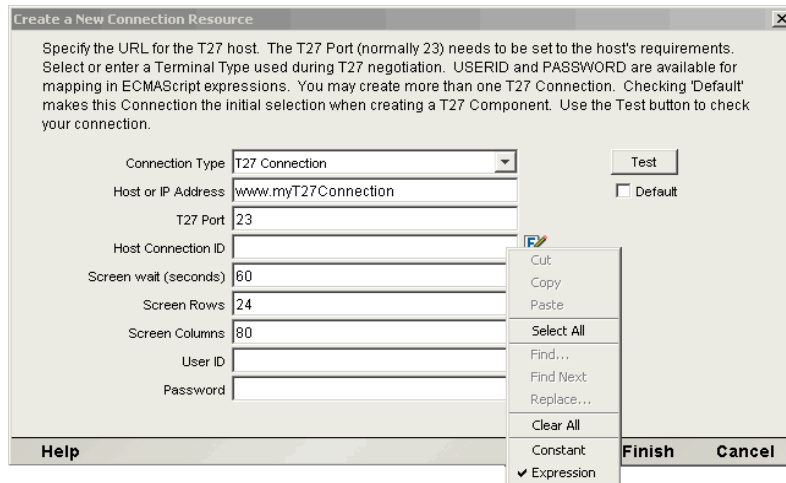 Create a New Connection Resource
Specify the URL for the T27 host. The T27 Port (normally 23) needs to be set to the host's requirements.
Select or enter a Terminal Type used during T27 negotiation. USERID and PASSWORD are available for
mapping in ECMAScript expressions. You may create more than one T27 Connection. Checking 'Default'
makes this Connection the initial selection when creating a T27 Component. Use the Test button to check
your connection.
Connection Type T27 Connection Test
Host or IP Address www.myT27Connection Default
T27 Port 23
Host Connection ID
Screen wait (seconds) 60
Screen Rows 24
Screen Columns 80
User ID
Password
Cut
Copy
Paste
Select All
Find...
Find Next
Replace...
Clear All
Constant
Expression
Help Finish Cancel